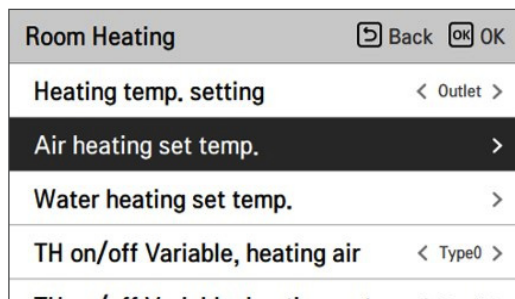 Room Heating Back OK OK
Heating temp. setting < Outlet >
Air heating set temp. >
Water heating set temp. >
TH on/off Variable, heating air < Type0 >